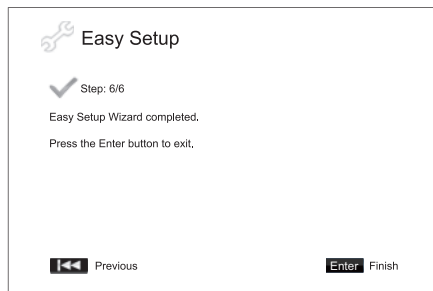 Easy Setup
Step: 6/6
Easy Setup Wizard completed.
Press the Enter button to exit.
Previous
Enter Finish